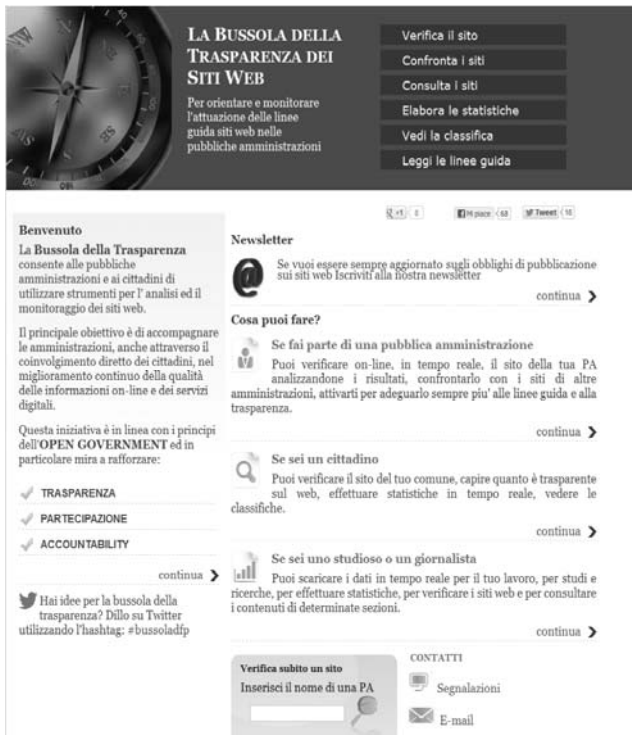 LA BUSSOLA DELLA
TRASPARENZA DEI
SITI WEB
Per orientare e monitorare
l'attuazione delle linee
guida siti web nelle
pubbliche amministrazioni
Verifica il sito
Confronta i siti
Consulta i siti
Elabora le statistiche
Vedi la classifica
Leggi le linee guida
+1 8
Mi piace 68
Tweet 16
Benvenuto
La Bussola della Trasparenza
consente alle pubbliche
amministrazioni e ai cittadini di
utilizzare strumenti per l' analisi ed il
monitoraggio dei siti web.
Il principale obiettivo è di accompagnare
le amministrazioni, anche attraverso il
coinvolgimento diretto dei cittadini, nel
miglioramento continuo della qualità
delle informazioni on-line e dei servizi
digitali.
Questa iniziativa è in linea con i principi
dell'OPEN GOVERNMENT ed in
particolare mira a rafforzare:
TRASPARENZA
PARTECIPAZIONE
ACCOUNTABILITY
continua
Hai idee per la bussola della
trasparenza? Dillo su Twitter
utilizzando l'hashtag: #bussoladfp
Newsletter
Se vuoi essere sempre aggiornato sugli obblighi di pubblicazione
sui siti web Iscriviti alla nostra newsletter
continua
Cosa puoi fare?
Se fai parte di una pubblica amministrazione
Puoi verificare on-line, in tempo reale, il sito della tua PA
analizzandone i risultati, confrontarlo con i siti di altre
amministrazioni, attivarti per adeguarlo sempre piu' alle linee guida e alla
trasparenza.
continua
Se sei un cittadino
Puoi verificare il sito del tuo comune, capire quanto è trasparente
sul web, effettuare statistiche in tempo reale, vedere le
classifiche.
continua
Se sei uno studioso o un giornalista
Puoi scaricare i dati in tempo reale per il tuo lavoro, per studi e
ricerche, per effettuare statistiche, per verificare i siti web e per consultare
i contenuti di determinate sezioni.
continua
Verifica subito un sito
Inserisci il nome di una PA
CONTATTI
Segnalazioni
E-mail